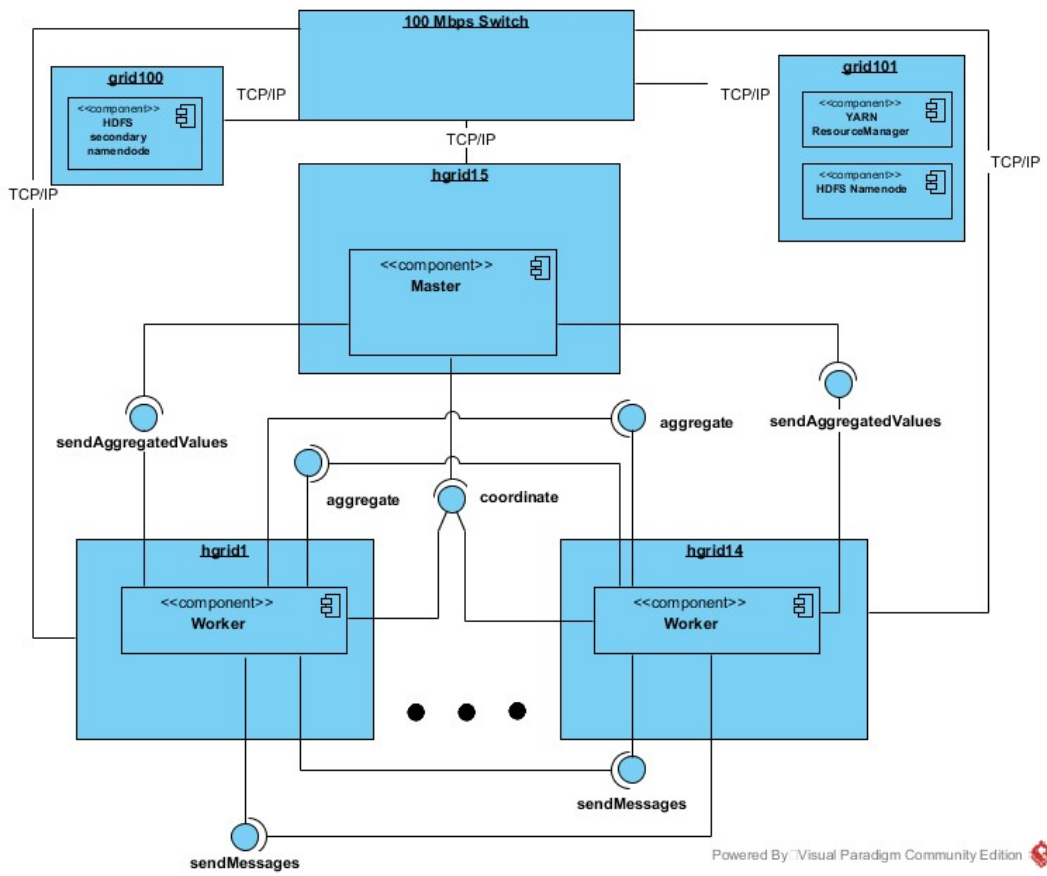 100 Mbps Switch
grid100
<<component>>
HDFS
secondary
namendode
TCP/IP
TCP/IP
TCP/IP
grid101
<<component>>
YARN
ResourceManager
<<component>>
HDFS Namenode
TCP/IP
TCP/IP
hgrid15
<<component>>
Master
sendAggregatedValues
aggregate
aggregate
coordinate
sendAggregatedValues
hgrid1
<<component>>
Worker
hgrid14
<<component>>
Worker
sendMessages
sendMessages
Powered By Visual Paradigm Community Edition